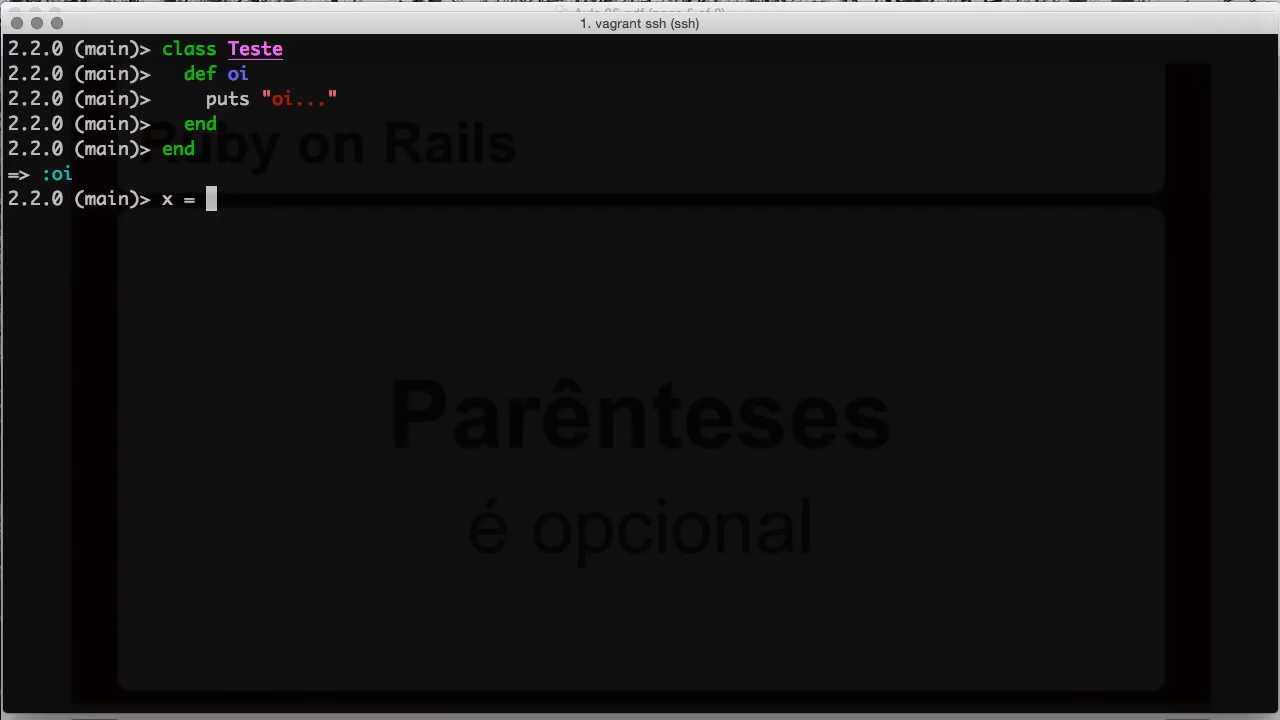 1. vagrant ssh (ssh)
2.2.0 (main)> class Teste
2.2.0 (main)>   def oi
2.2.0 (main)>     puts "oi..."
2.2.0 (main)>   end
2.2.0 (main)> end
=> :oi
2.2.0 (main)> x =
Ruby on Rails
Parênteses
é opcional